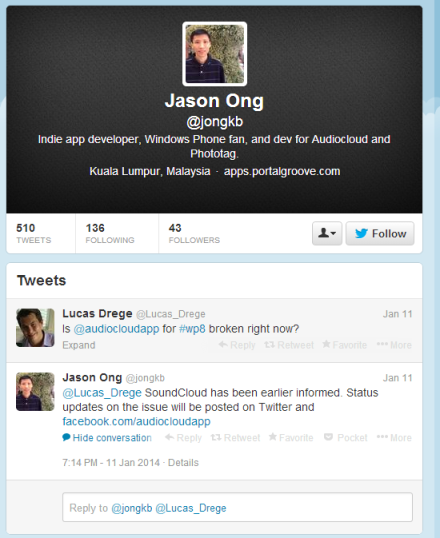 Jason Ong
@jongkb
Indie app developer, Windows Phone fan, and dev for Audiocloud and
Phototag.
Kuala Lumpur, Malaysia · apps.portalgroove.com
510 136 43 Follow
TWEETS FOLLOWING FOLLOWERS
Tweets
Lucas Drege @Lucas_Drege Jan 11
Is @audiocloudapp for #wp8 broken right now?
Expand Reply Retweet Favorite More
Jason Ong @jongkb Jan 11
@Lucas_Drege SoundCloud has been earlier informed. Status
updates on the issue will be posted on Twitter and
facebook.com/audiocloudapp
Hide conversation Reply Retweet Favorite Pocket More
7:14 PM - 11 Jan 2014 · Details
Reply to @jongkb @Lucas_Drege